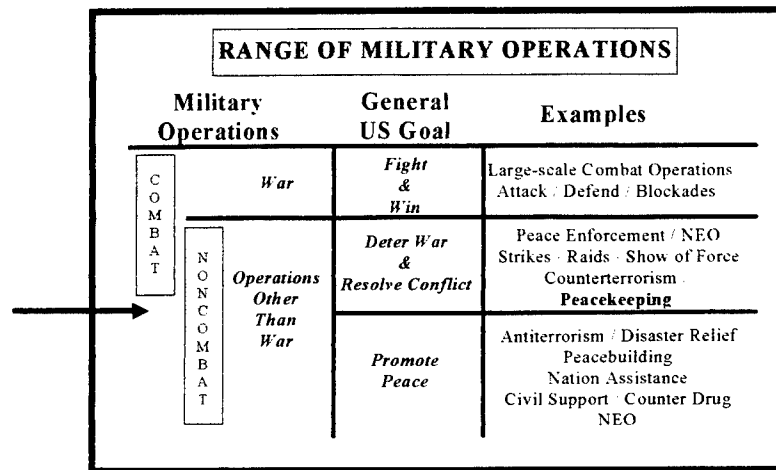 RANGE OF MILITARY OPERATIONS
Military Operations
General US Goal
Examples
COMBAT
War
Fight
&
Win
Large-scale Combat Operations
Attack / Defend / Blockades
NONCOMBAT
Operations
Other
Than
War
Deter War
&
Resolve Conflict
Peace Enforcement / NEO
Strikes · Raids · Show of Force
Counterterrorism
Peacekeeping
Promote
Peace
Antiterrorism / Disaster Relief
Peacebuilding
Nation Assistance
Civil Support · Counter Drug
NEO